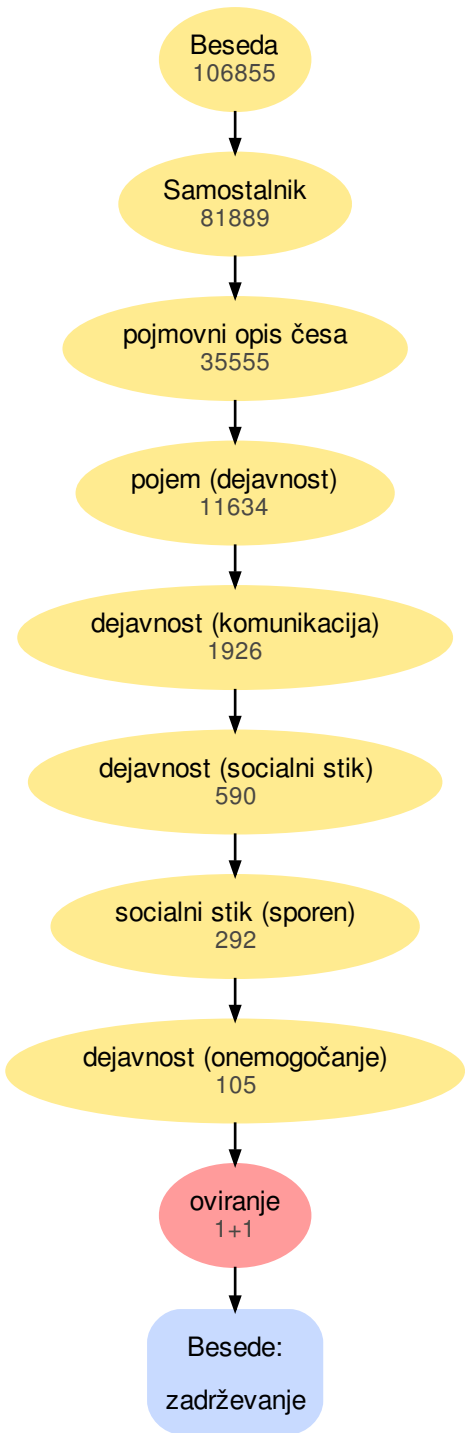 Beseda
106855
Samostalnik
81889
pojmovni opis česa
35555
pojem (dejavnost)
11634
dejavnost (komunikacija)
1926
dejavnost (socialni stik)
590
socialni stik (sporen)
292
dejavnost (onemogočanje)
105
oviranje
1+1
Besede:
zadrževanje